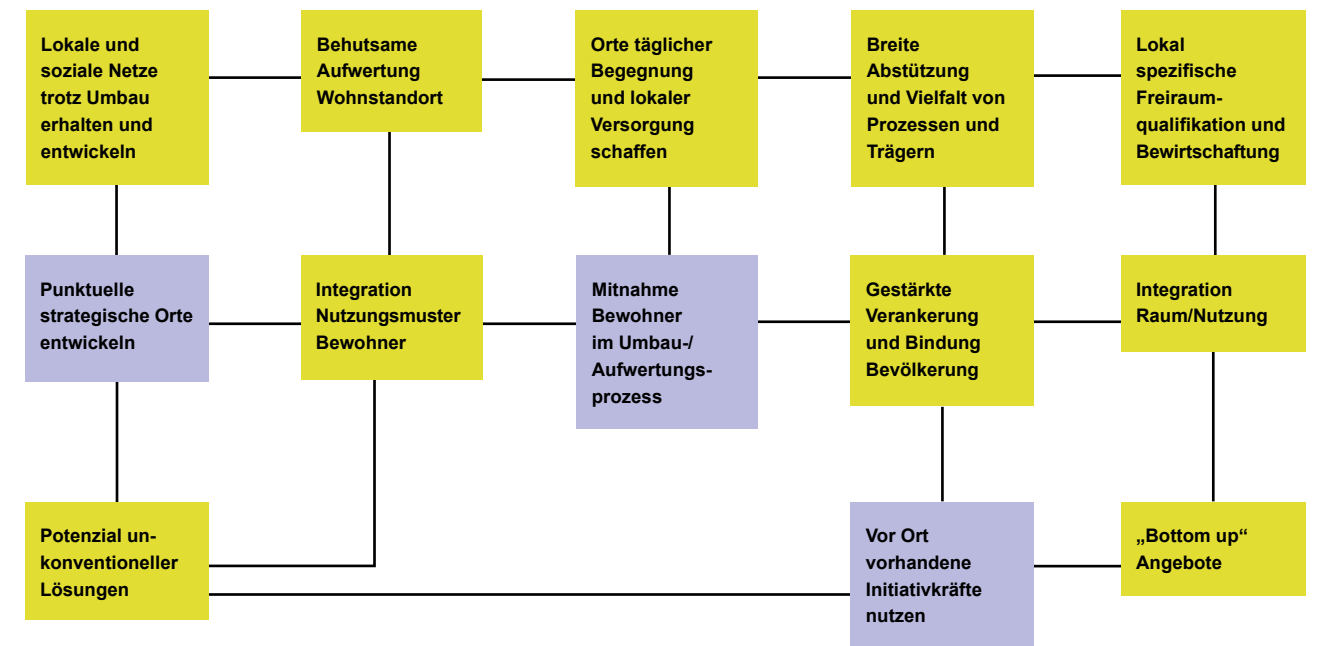 Lokale und
soziale Netze
trotz Umbau
erhalten und
entwickeln
Behutsame
Aufwertung
Wohnstandort
Orte täglicher
Begegnung
und lokaler
Versorgung
schaffen
Breite
Abstützung
und Vielfalt von
Prozessen und
Trägern
Lokal
spezifische
Freiraum-
qualifikation und
Bewirtschaftung
Punktuelle
strategische Orte
entwickeln
Integration
Nutzungsmuster
Bewohner
Mitnahme
Bewohner
im Umbau-/
Aufwertungs-
prozess
Gestärkte
Verankerung
und Bindung
Bevölkerung
Integration
Raum/Nutzung
Potenzial un-
konventioneller
Lösungen
Vor Ort
vorhandene
Initiativkräfte
nutzen
„Bottom up“
Angebote